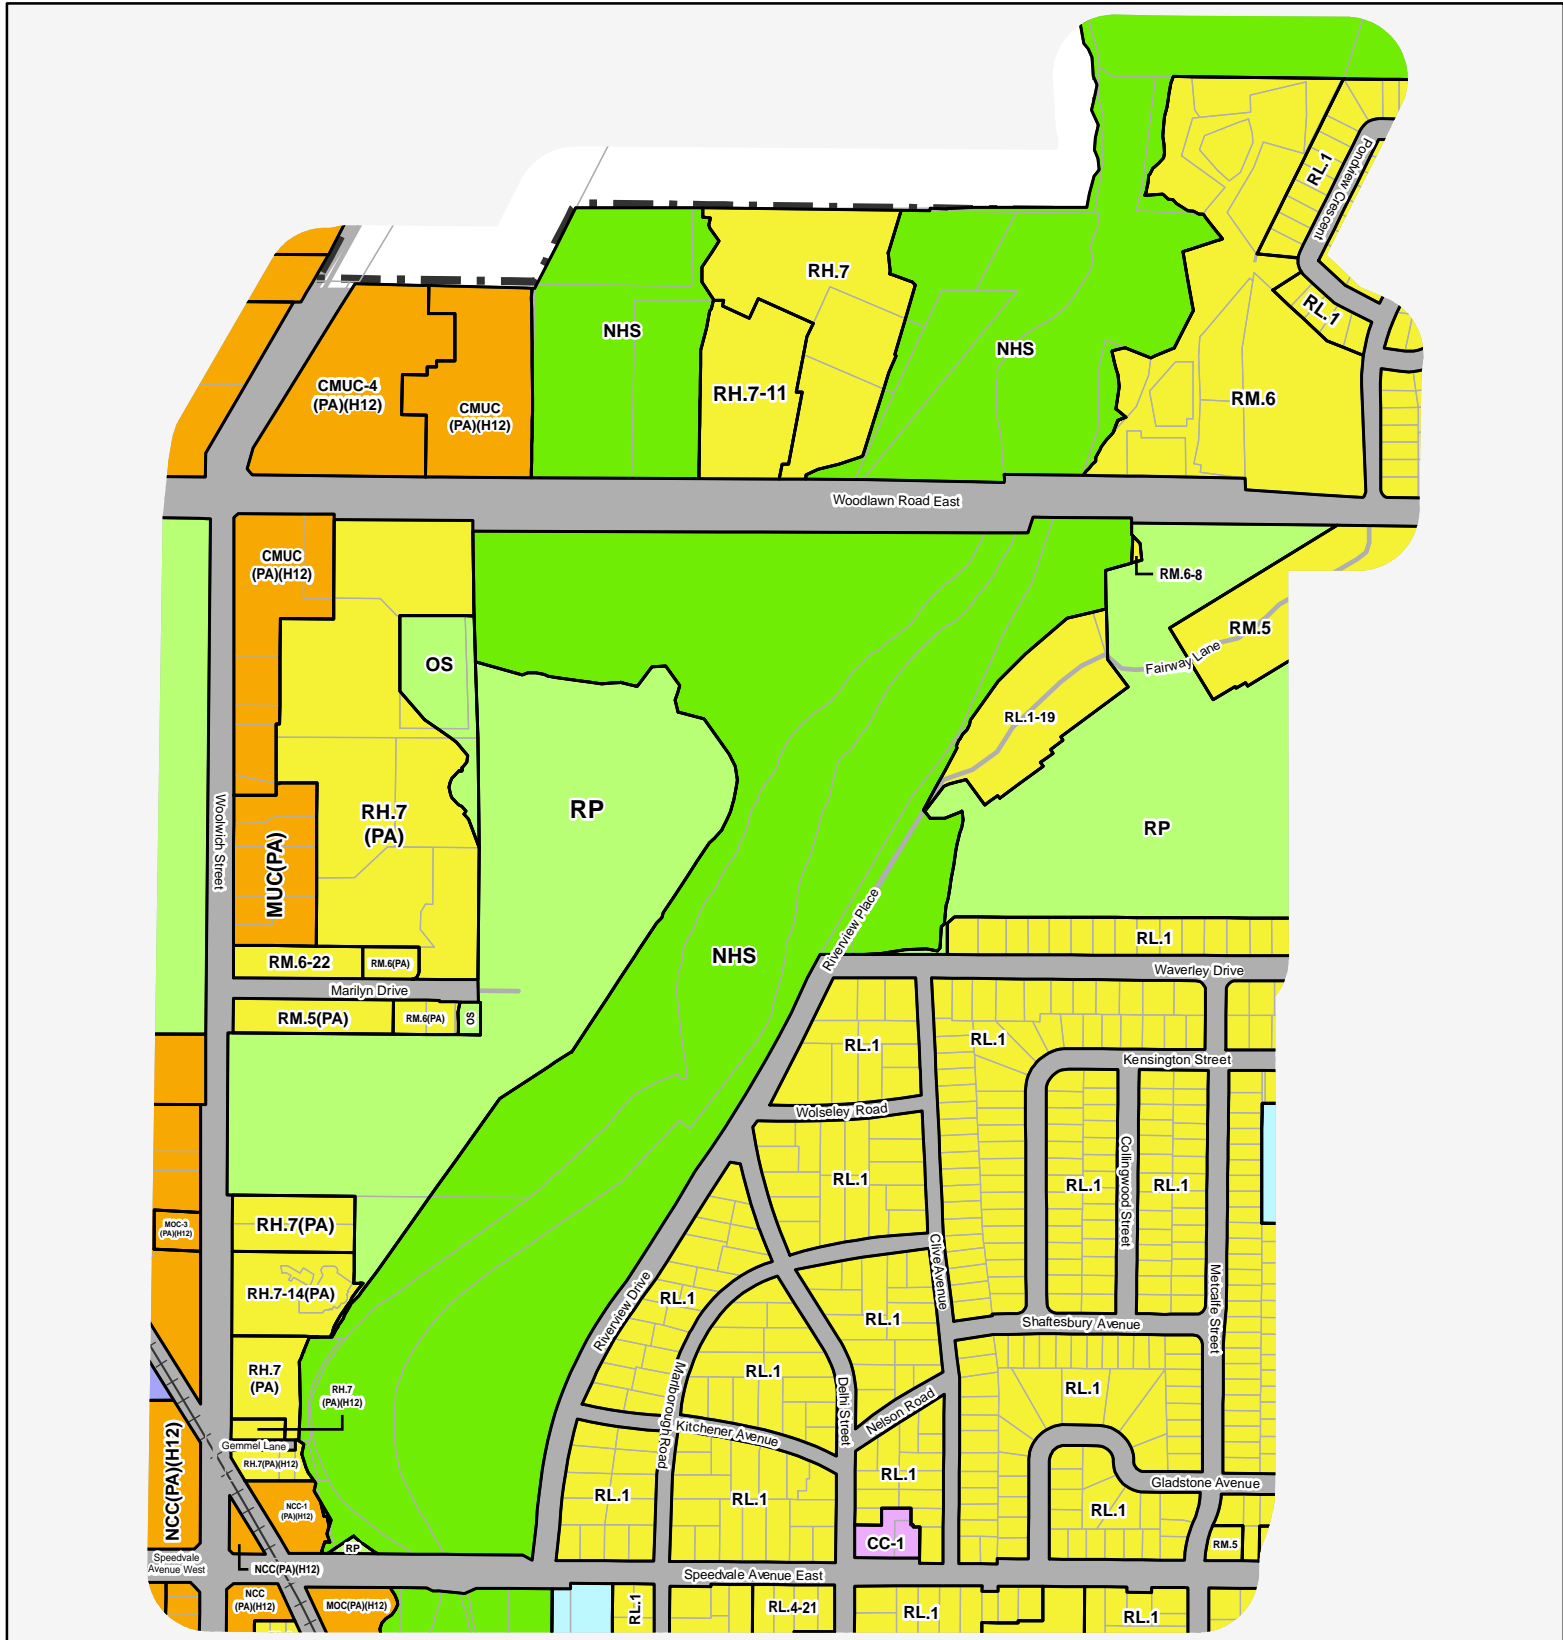 RL.1
Pondview Crescent
RH.7
RL.1
NHS
NHS
CMUC-4
(PA)(H12)
CMUC
(PA)(H12)
RH.7-11
RM.6
Woodlawn Road East
CMUC
(PA)(H12)
RM.6-8
OS
RM.5
Fairway Lane
RL.1-19
Woolwich Street
RH.7
(PA)
RP
RP
MUC(PA)
Riverview Place
NHS
RL.1
RM.6-22
RM.6(PA)
Waverley Drive
Marilyn Drive
RM.5(PA)
RM.6(PA)
OS
RL.1
RL.1
Kensington Street
Wolseley Road
Collingwood Street
RL.1
RL.1
RL.1
MOC-3
(PA)(H12)
RH.7(PA)
Clive Avenue
RH.7-14(PA)
RL.1
Riverview Drive
RL.1
Shaftesbury Avenue
Metcalfe Street
RH.7
(PA)
RH.7
(PA)(H12)
RL.1
RL.1
Marlborough Road
Delhi Street
Nelson Road
Kitchener Avenue
Gemmel Lane
RH.7(PA)(H12)
NCC(PA)(H12)
RL.1
Gladstone Avenue
RL.1
RL.1
RL.1
NCC-1
(PA)(H12)
RP
CC-1
RM.5
Speedvale
Avenue West
NCC(PA)(H12)
Speedvale Avenue East
NCC
(PA)(H12)
MOC(PA)(H12)
RL.1
RL.4-21
RL.1
RL.1